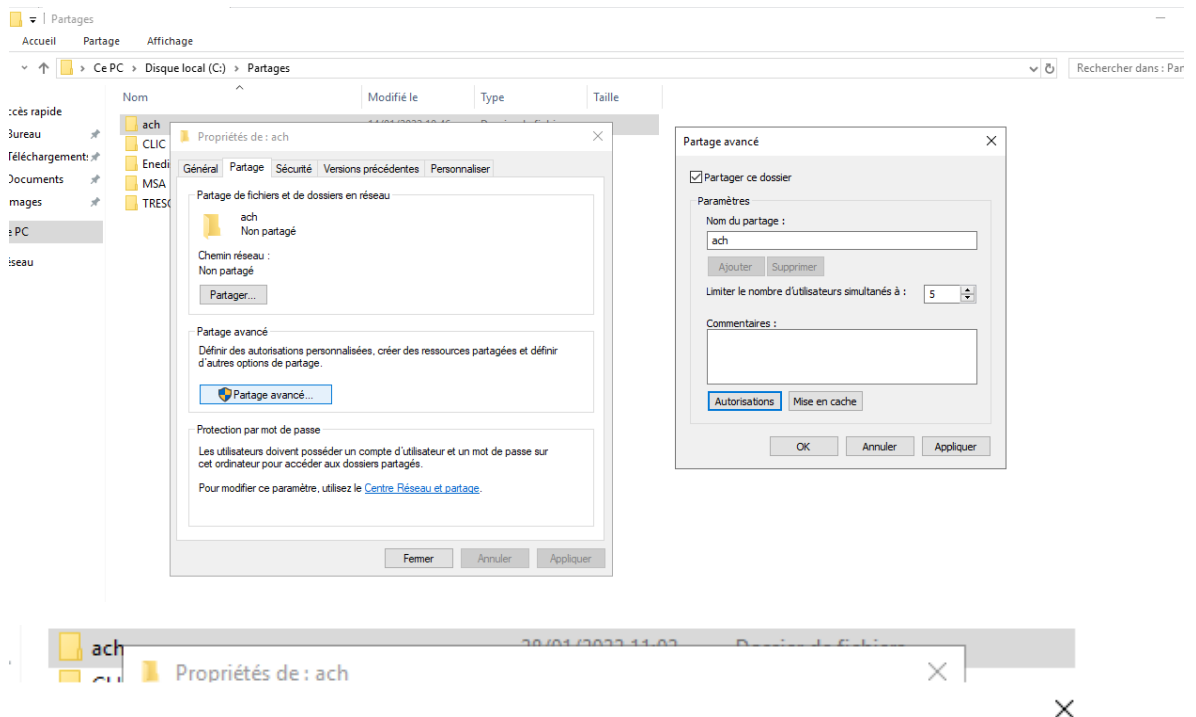 Partages
Accueil Partage Affichage
Ce PC > Disque local (C:) > Partages
Rechercher dans : Par
Nom Modifié le Type Taille
ccès rapide
Bureau
Téléchargements
Documents
mages
e PC
éseau
ach
CLIC
Enedi
MSA
TRESO
Propriétés de : ach
Général Partage Sécurité Versions précédentes Personnaliser
Partage de fichiers et de dossiers en réseau
ach
Non partagé
Chemin réseau :
Non partagé
Partager...
Partage avancé
Définir des autorisations personnalisées, créer des ressources partagées et définir
d'autres options de partage.
Partage avancé...
Protection par mot de passe
Les utilisateurs doivent posséder un compte d'utilisateur et un mot de passe sur
cet ordinateur pour accéder aux dossiers partagés.
Pour modifier ce paramètre, utilisez le Centre Réseau et partage.
Fermer Annuler Appliquer
Partage avancé
Partager ce dossier
Paramètres
Nom du partage :
ach
Ajouter Supprimer
Limiter le nombre d'utilisateurs simultanés à : 5
Commentaires :
Autorisations Mise en cache
OK Annuler Appliquer
ach
Propriétés de : ach